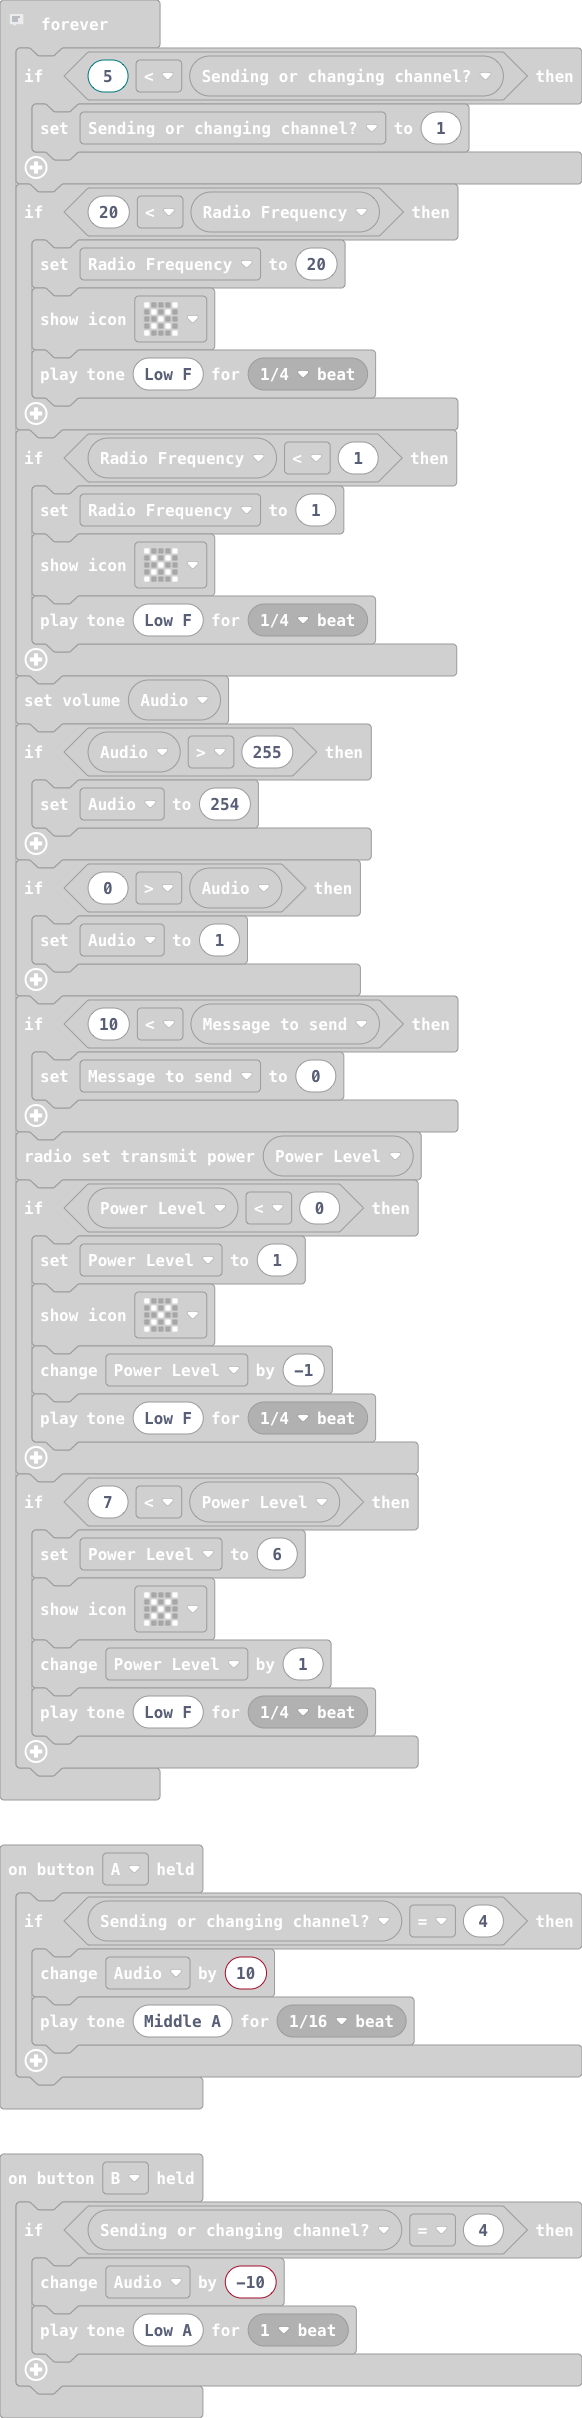 forever
if 5 < Sending or changing channel? then
set Sending or changing channel? to 1
if 20 < Radio Frequency then
set Radio Frequency to 20
show icon
play tone Low F for 1/4 beat
if Radio Frequency < 1 then
set Radio Frequency to 1
show icon
play tone Low F for 1/4 beat
set volume Audio
if Audio > 255 then
set Audio to 254
if 0 > Audio then
set Audio to 1
if 10 < Message to send then
set Message to send to 0
radio set transmit power Power Level
if Power Level < 0 then
set Power Level to 1
show icon
change Power Level by -1
play tone Low F for 1/4 beat
if 7 < Power Level then
set Power Level to 6
show icon
change Power Level by 1
play tone Low F for 1/4 beat
on button A held
if Sending or changing channel? = 4 then
change Audio by 10
play tone Middle A for 1/16 beat
on button B held
if Sending or changing channel? = 4 then
change Audio by -10
play tone Low A for 1 beat